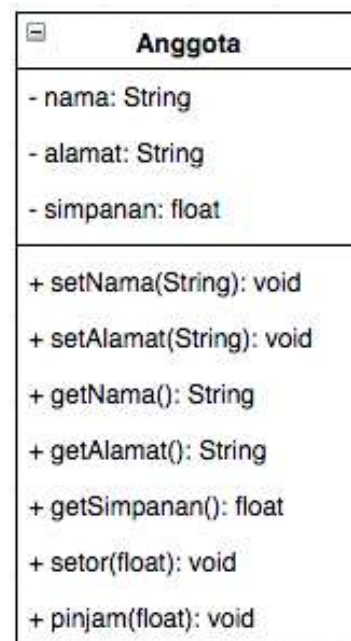 Anggota
- nama: String
- alamat: String
- simpanan: float
+ setNama(String): void
+ setAlamat(String): void
+ getNama(): String
+ getAlamat(): String
+ getSimpanan(): float
+ setor(float): void
+ pinjam(float): void